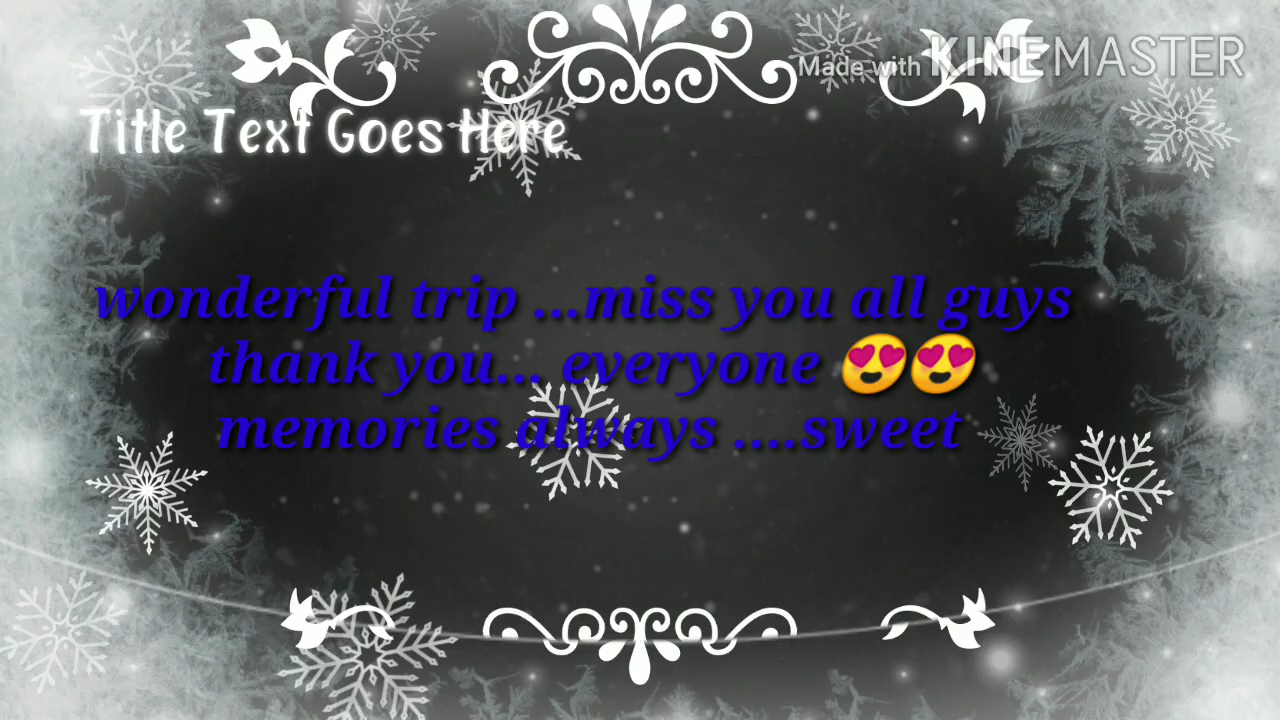 Made with KINEMASTER
Title Text Goes Here
wonderful trip ...miss you all guys
thank you... everyone 😍😍
memories always ....sweet